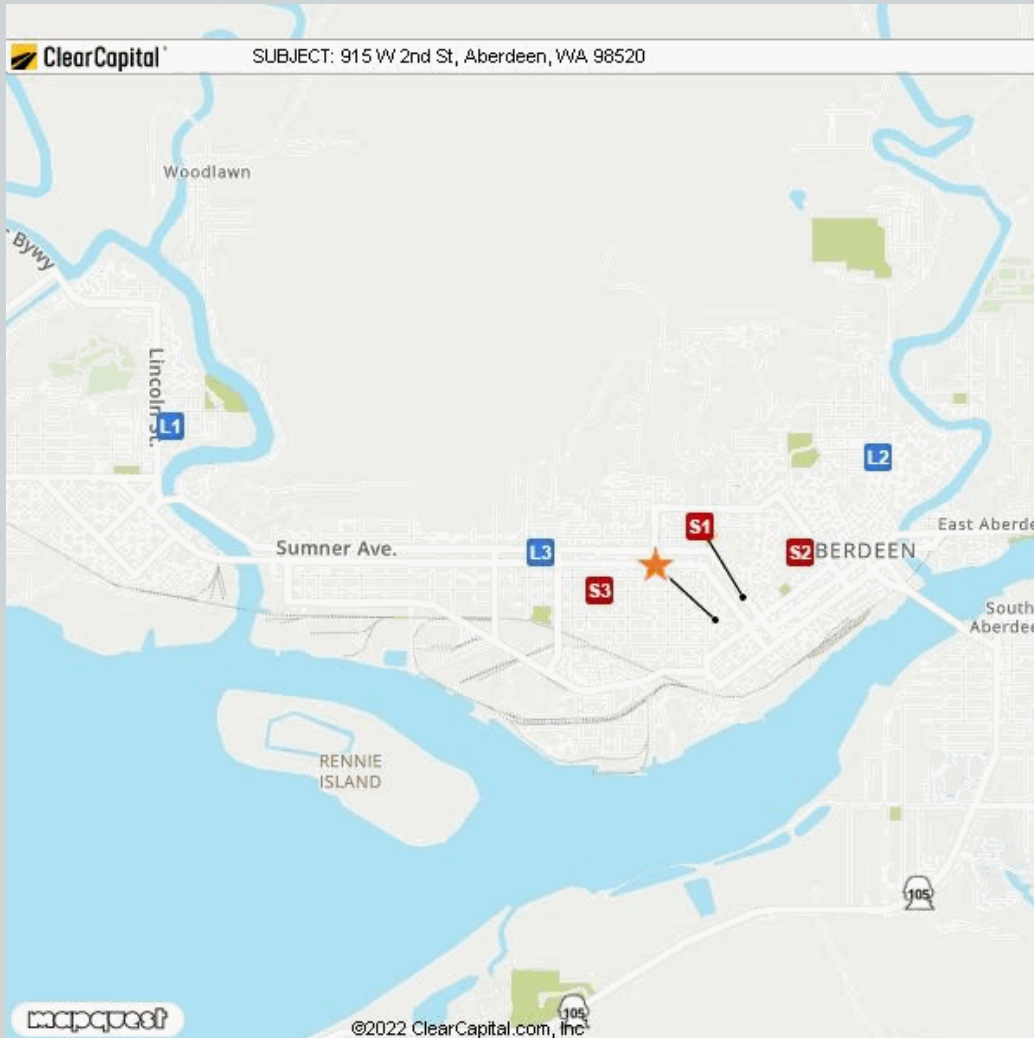 ClearCapital
SUBJECT: 915 W 2nd St, Aberdeen, WA 98520
Woodlawn
Bywy
Lincoln St.
L1
L2
S1
East Aberde
Sumner Ave.
L3
S2
BERDEEN
S3
South
Aberdee
RENNIE
ISLAND
105
105
mapquest
©2022 ClearCapital.com, Inc